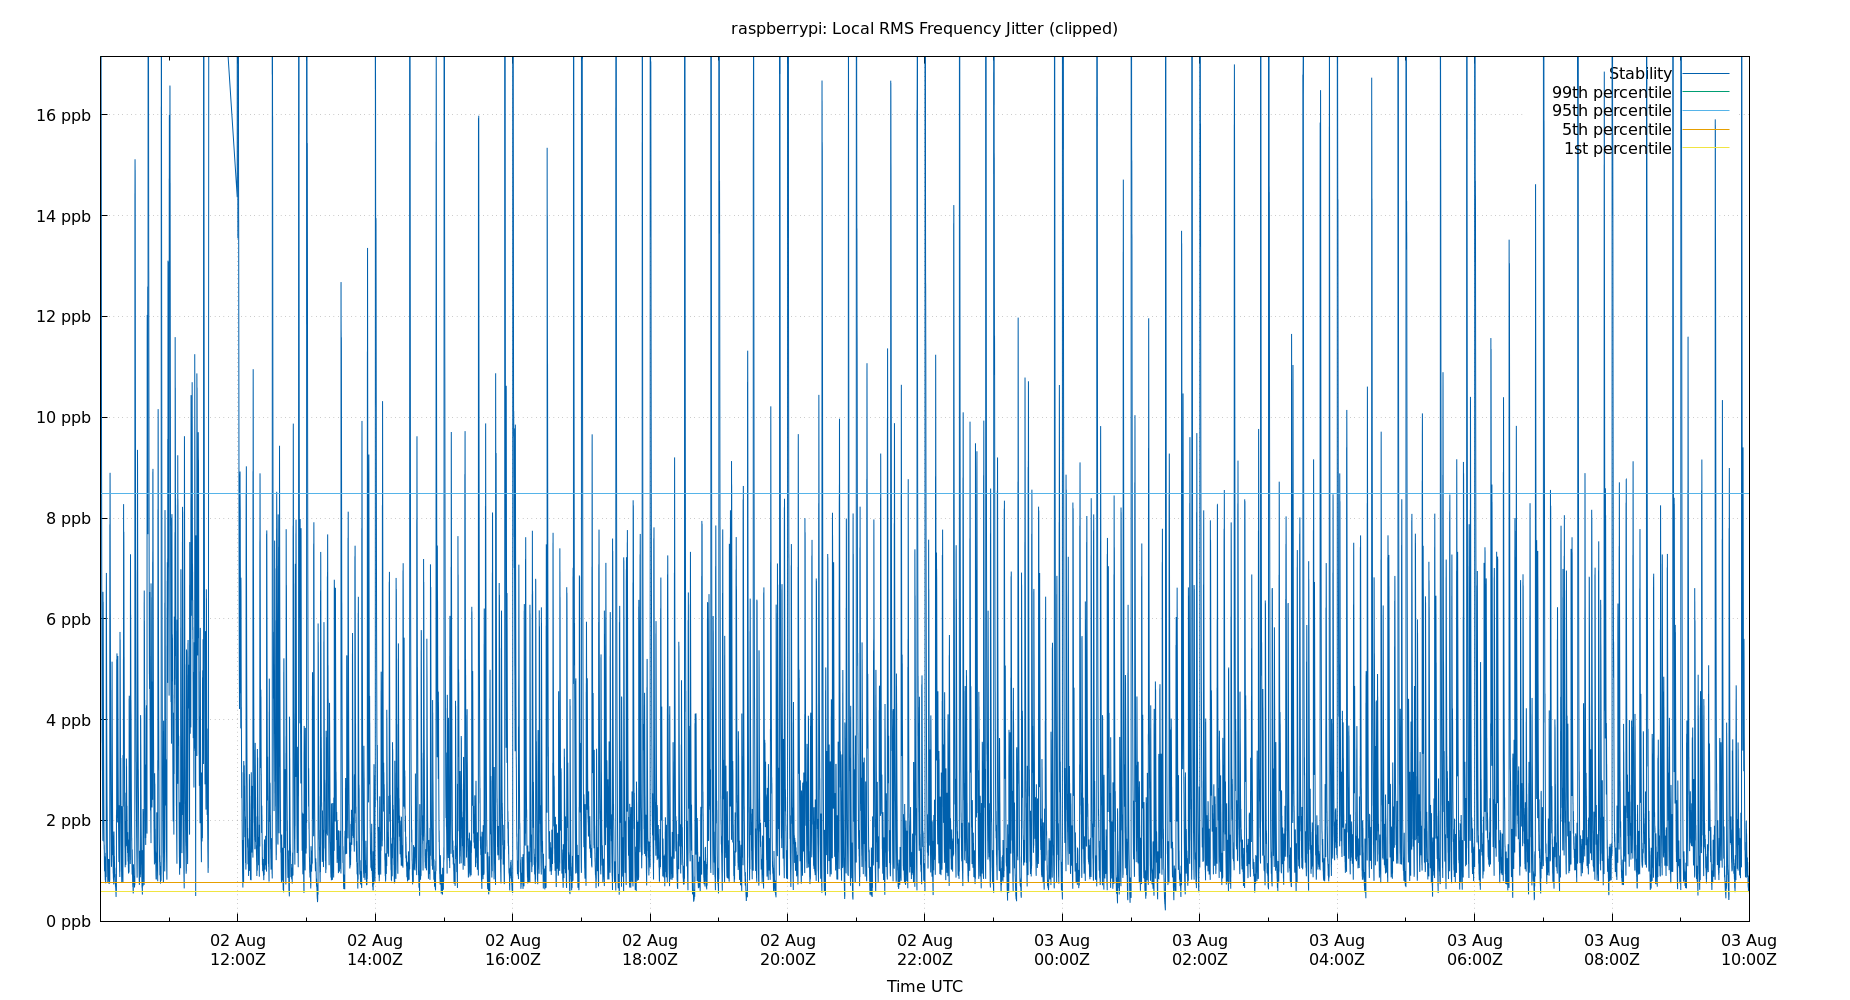 raspberrypi: Local RMS Frequency Jitter (clipped)
Stability
99th percentile
95th percentile
5th percentile
1st percentile
16 ppb
14 ppb
12 ppb
10 ppb
8 ppb
6 ppb
4 ppb
2 ppb
0 ppb
02 Aug 02 Aug 02 Aug 02 Aug 02 Aug 02 Aug 03 Aug 03 Aug 03 Aug 03 Aug 03 Aug 03 Aug
12:00Z 14:00Z 16:00Z 18:00Z 20:00Z 22:00Z 00:00Z 02:00Z 04:00Z 06:00Z 08:00Z 10:00Z
Time UTC